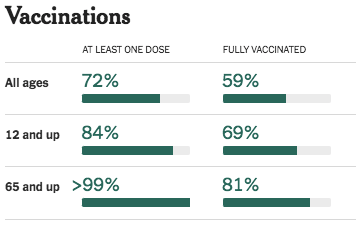 Vaccinations
AT LEAST ONE DOSE FULLY VACCINATED
All ages 72% 59%
12 and up 84% 69%
65 and up >99% 81%